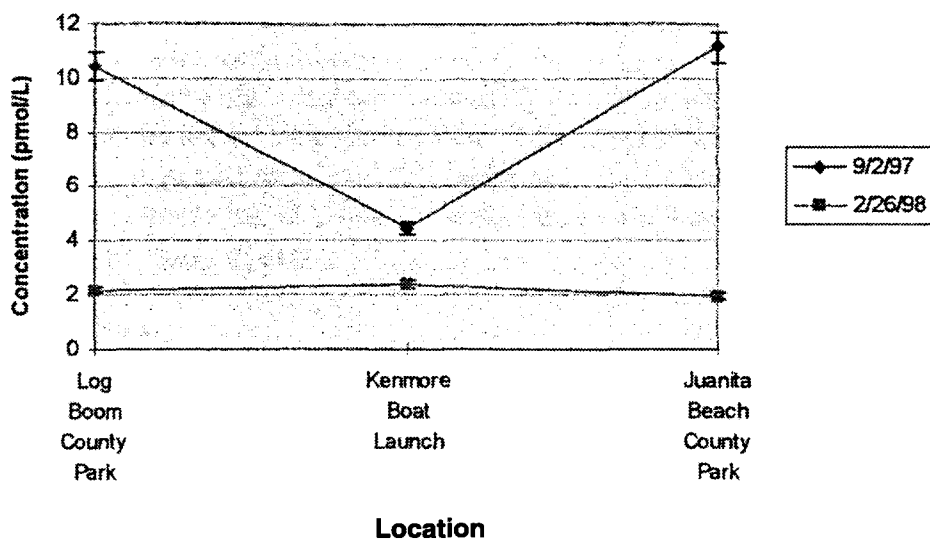 12
10
8
6
4
2
0
Concentration (pmol/L)
Log
Boom
County
Park
Kenmore
Boat
Launch
Juanita
Beach
County
Park
Location
9/2/97
2/26/98